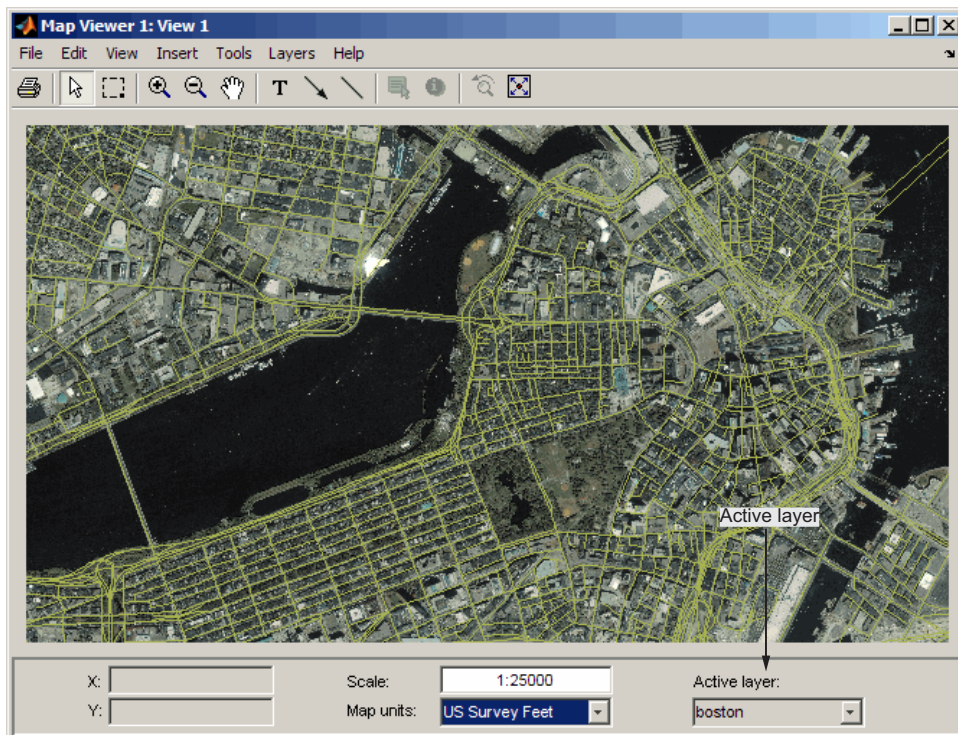 Map Viewer 1: View 1
File Edit View Insert Tools Layers Help
T
Active layer
X:
Y:
Scale: 1:25000
Map units: US Survey Feet
Active layer:
boston